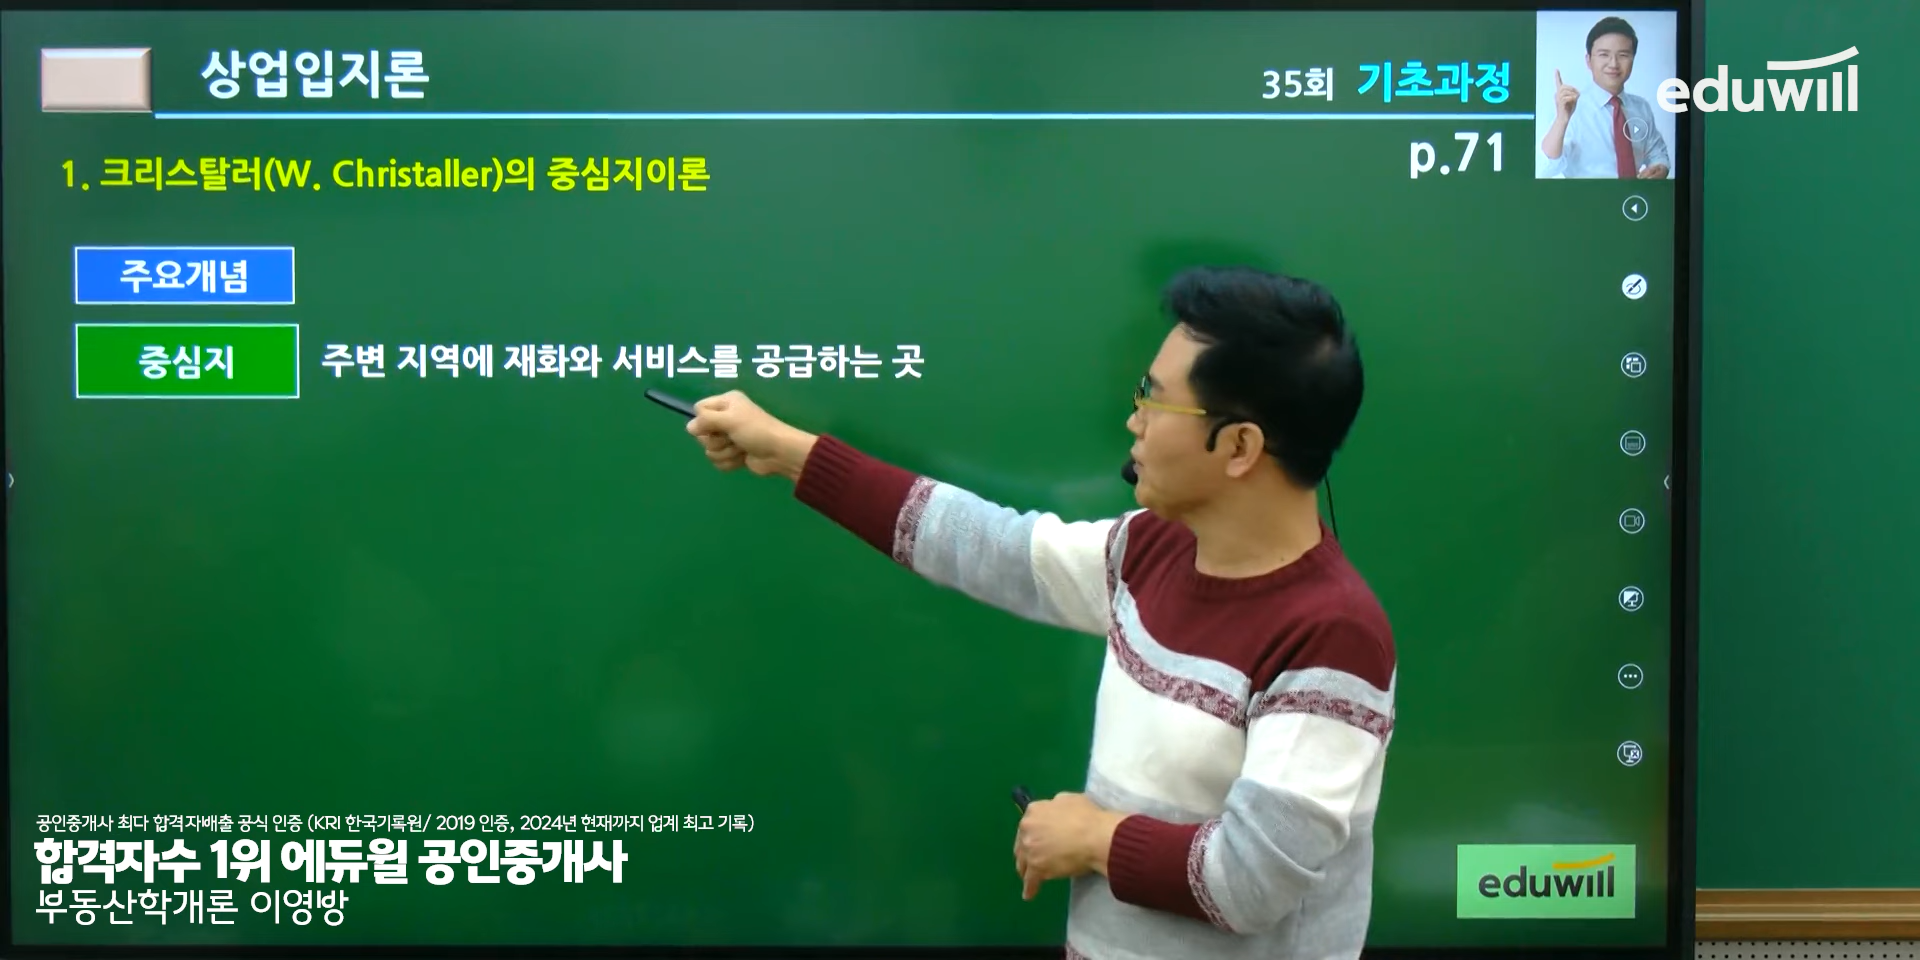 상업입지론
35회 기초과정
eduwill
p.71
1. 크리스탈러(W. Christaller)의 중심지이론
주요개념
중심지
주변 지역에 재화와 서비스를 공급하는 곳
공인중개사 최다 합격자배출 공식 인증 (KRI 한국기록원/ 2019 인증, 2024년 현재까지 업계 최고 기록)
합격자수 1위 에듀윌 공인중개사
부동산학개론 이영방
eduwill